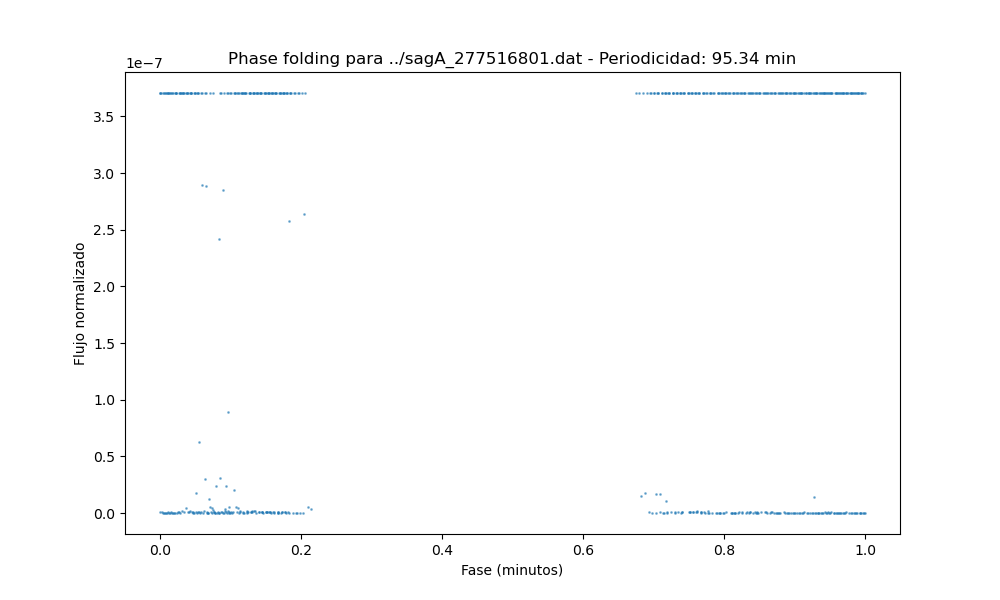 Phase folding para ../sagA_277516801.dat - Periodicidad: 95.34 min
1e−7
3.5
3.0
2.5
2.0
1.5
1.0
0.5
0.0
Flujo normalizado
0.0 0.2 0.4 0.6 0.8 1.0
Fase (minutos)